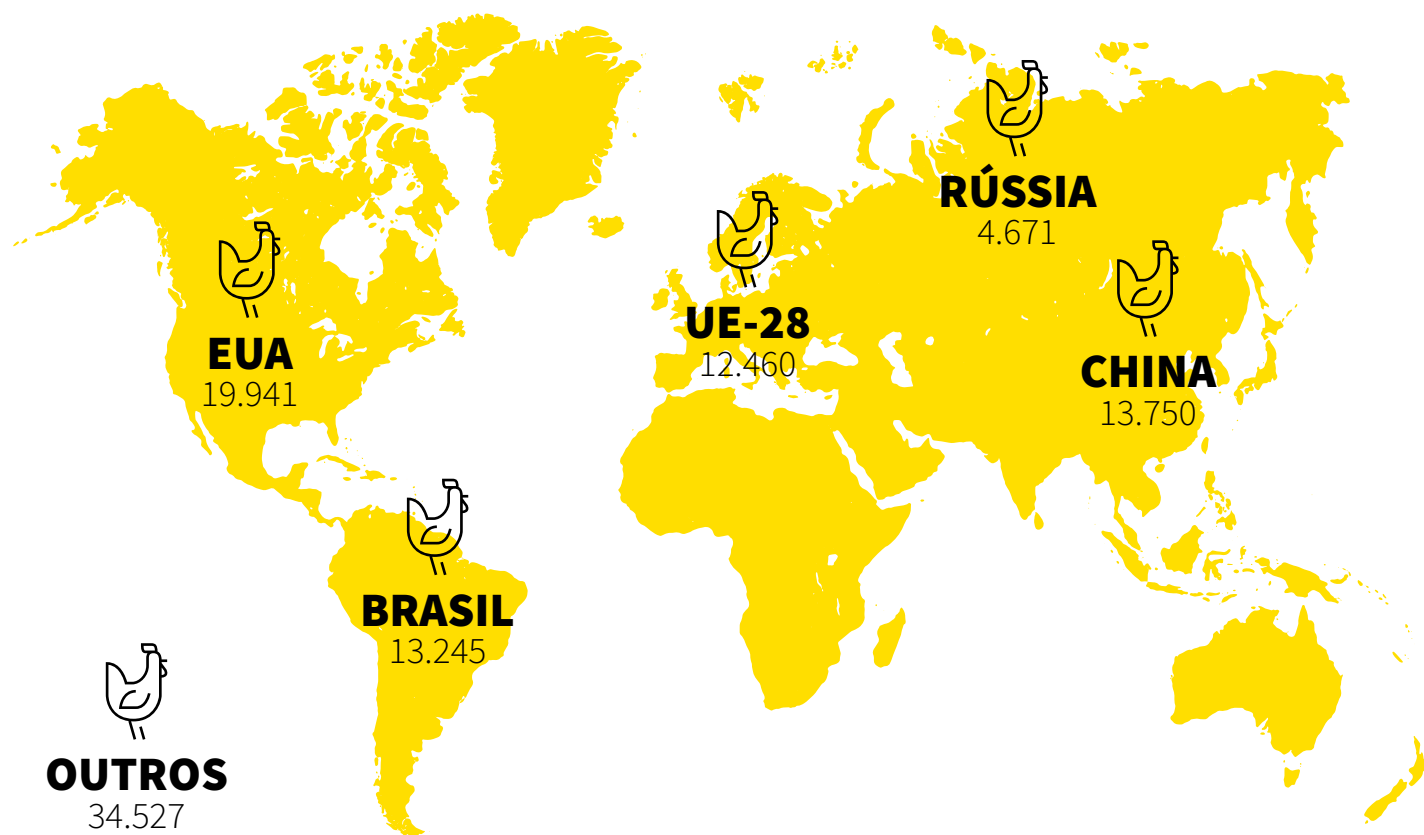 RÚSSIA
4.671
UE-28
12.460
EUA
19.941
CHINA
13.750
BRASIL
13.245
OUTROS
34.527